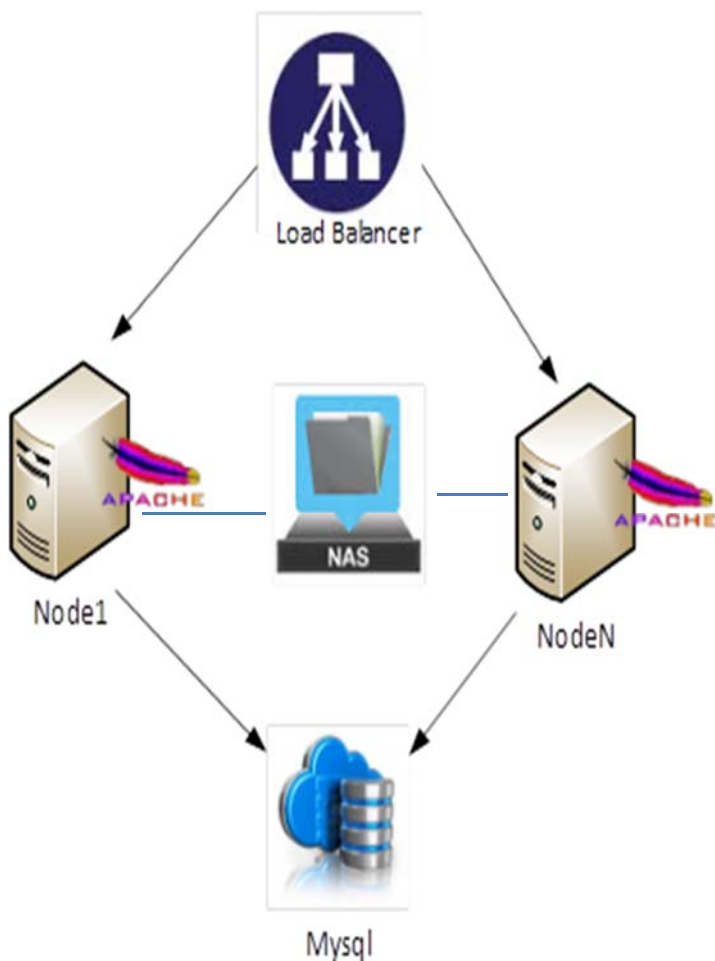 Load Balancer
APACHE
NAS
APACHE
Node1
NodeN
Mysql